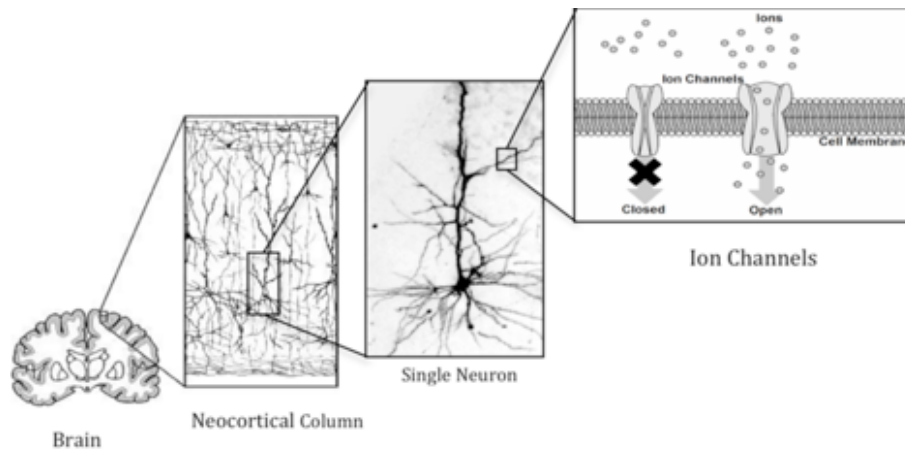 Ions
Ion Channels
Cell Membran
Closed
Open
Ion Channels
Single Neuron
Neocortical Column
Brain